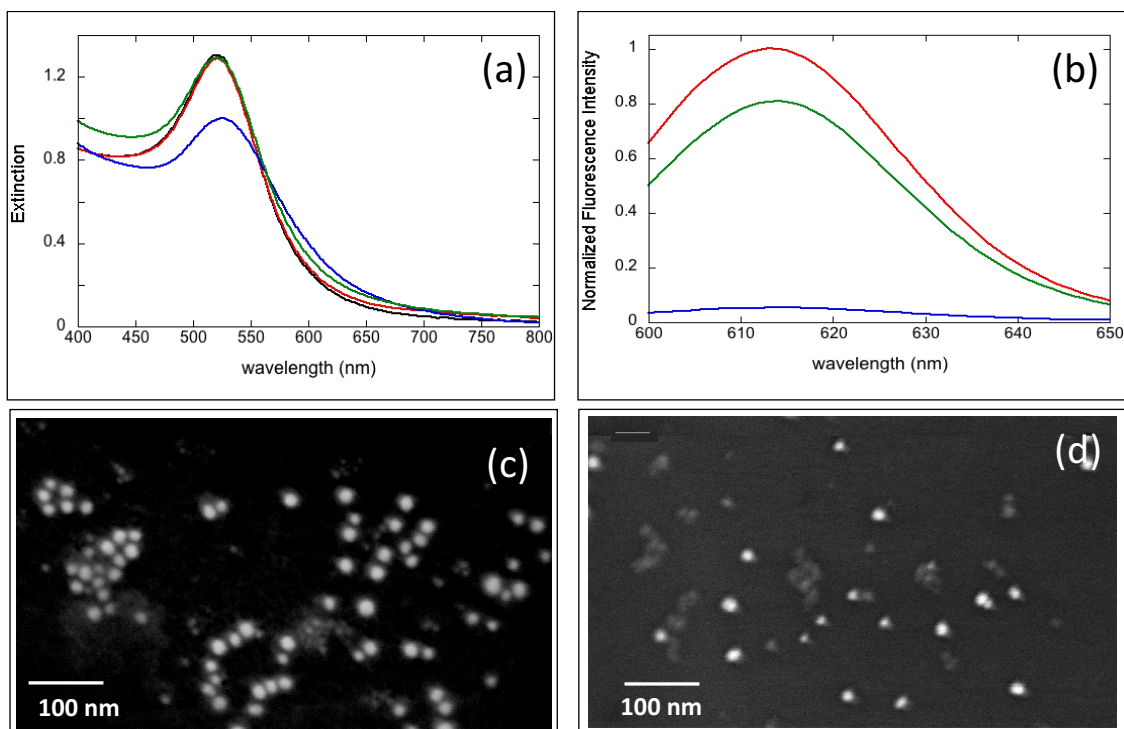 (a)
Extinction
1.2
0.8
0.4
0
400 450 500 550 600 650 700 750 800
wavelength (nm)
(b)
Normalized Fluorescence Intensity
1
0.8
0.6
0.4
0.2
0
600 610 620 630 640 650
wavelength (nm)
(c)
100 nm
(d)
100 nm